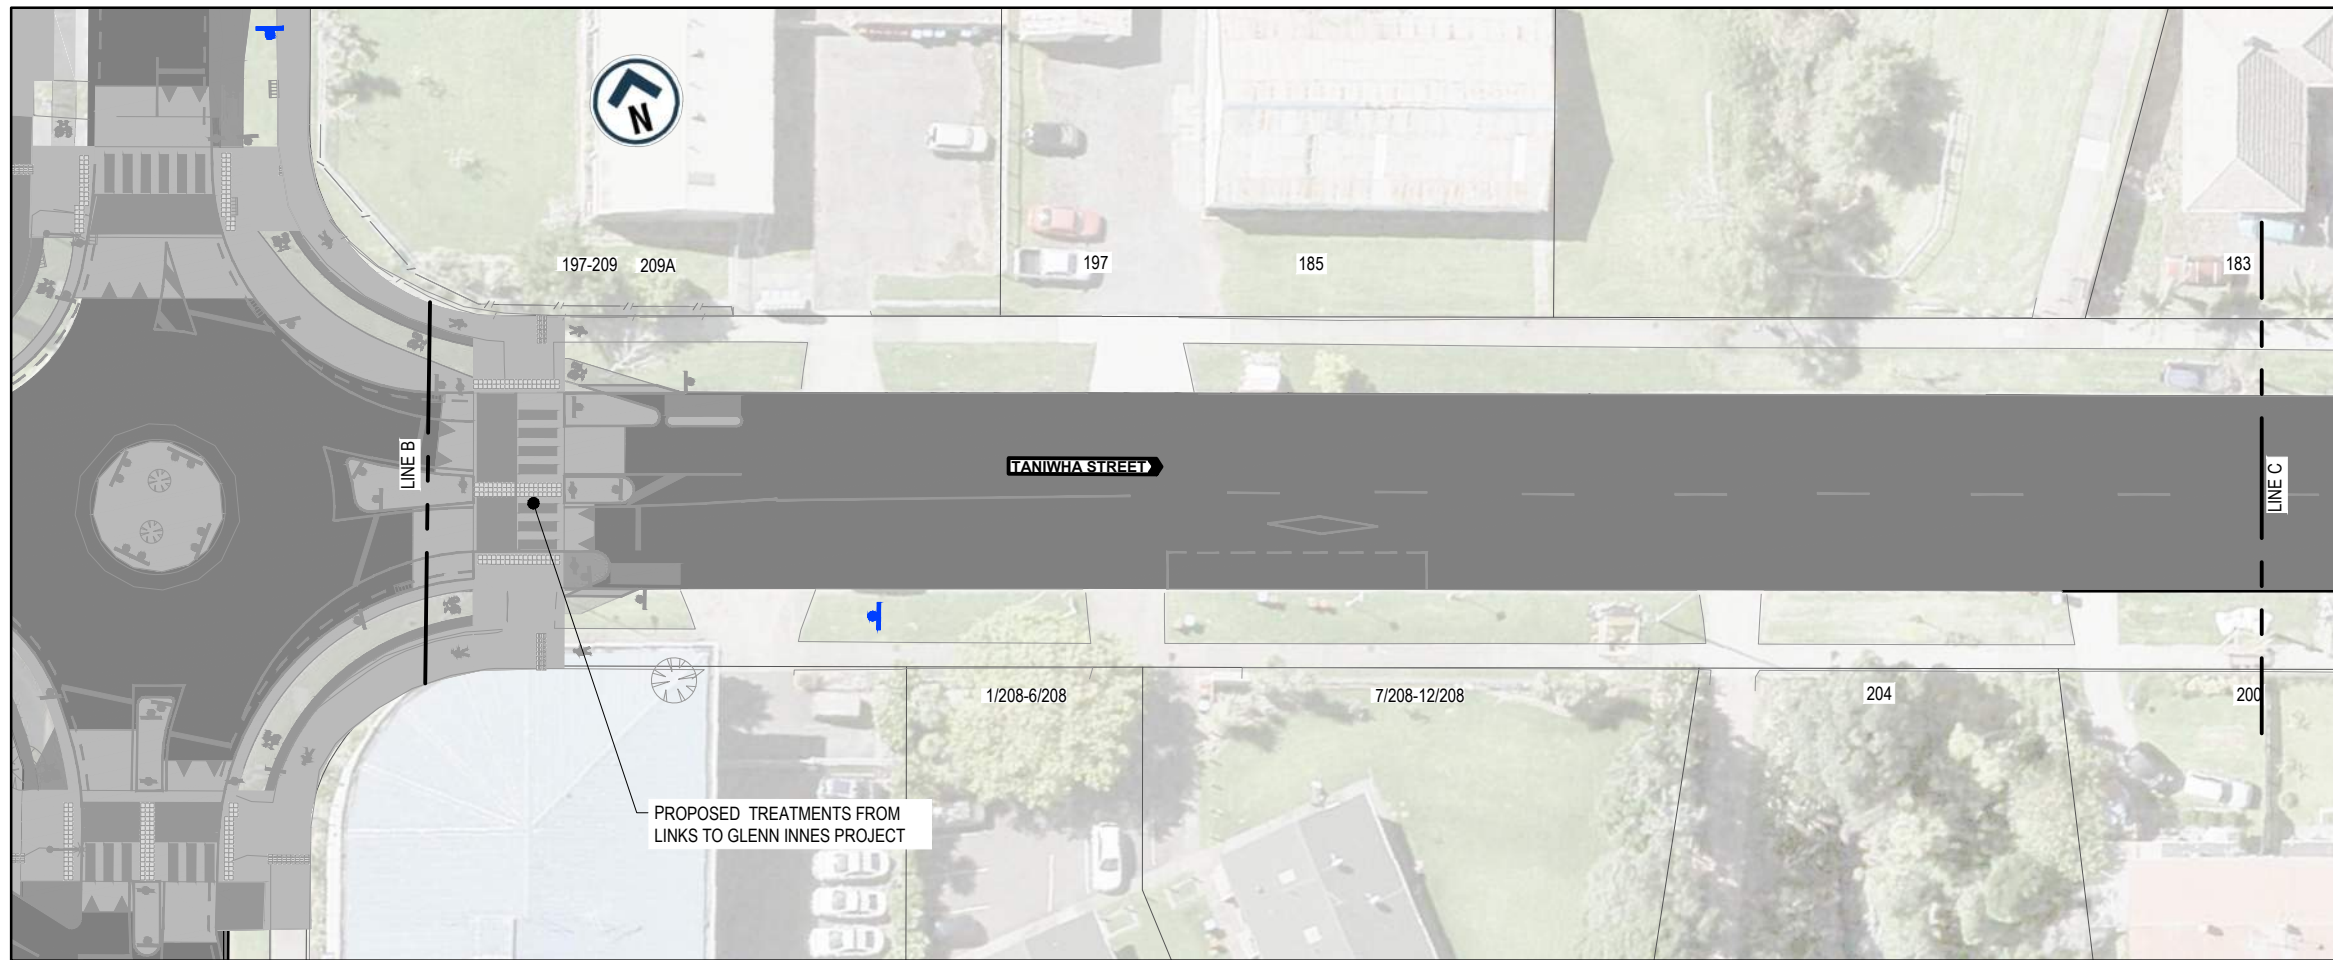 N
197-209
209A
197
185
183
LINE B
TANIWHA STREET
LINE C
1/208-6/208
7/208-12/208
204
200
PROPOSED TREATMENTS FROM
LINKS TO GLENN INNES PROJECT